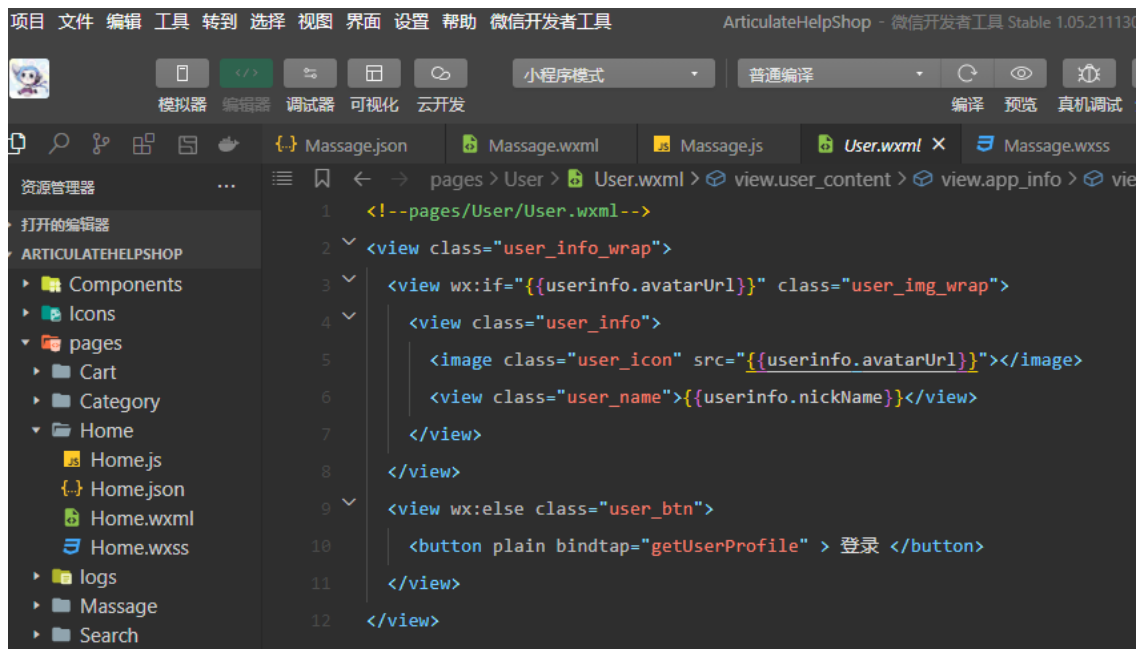 项目 文件 编辑 工具 转到 选择 视图 界面 设置 帮助 微信开发者工具 ArticulateHelpShop - 微信开发者工具 Stable 1.05.211130
小程序模式 普通编译
模拟器 编辑器 调试器 可视化 云开发 编译 预览 真机调试
Massage.json Massage.wxml Massage.js User.wxml Massage.wxss
资源管理器 ...
pages > User > User.wxml > view.user_content > view.app_info > vie
打开的编辑器
ARTICULATEHELPSHOP
Components
Icons
pages
Cart
Category
Home
Home.js
Home.json
Home.wxml
Home.wxss
logs
Massage
Search
1 <!--pages/User/User.wxml-->
2 <view class="user_info_wrap">
3 <view wx:if="{{userinfo.avatarUrl}}" class="user_img_wrap">
4 <view class="user_info">
5 <image class="user_icon" src="{{userinfo.avatarUrl}}"></image>
6 <view class="user_name">{{userinfo.nickName}}</view>
7 </view>
8 </view>
9 <view wx:else class="user_btn">
10 <button plain bindtap="getUserProfile" > 登录 </button>
11 </view>
12 </view>